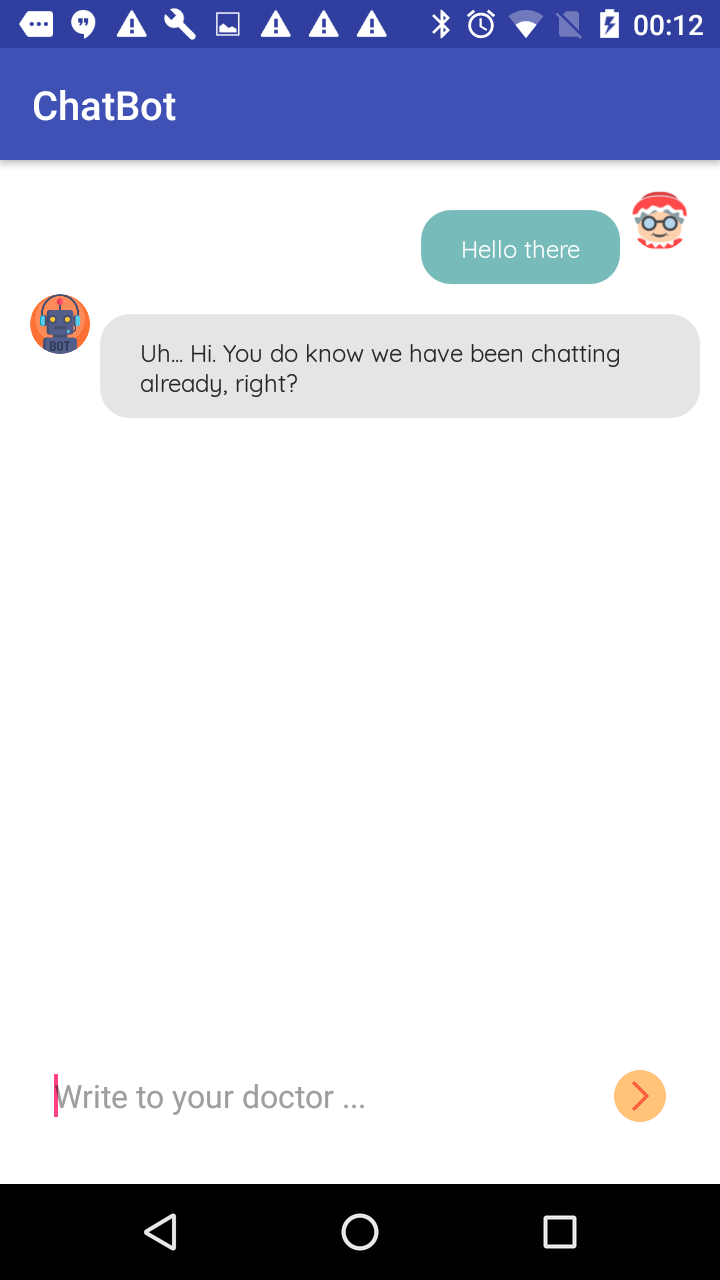 00:12
ChatBot
Hello there
BOT
Uh... Hi. You do know we have been chatting
already, right?
Write to your doctor ...